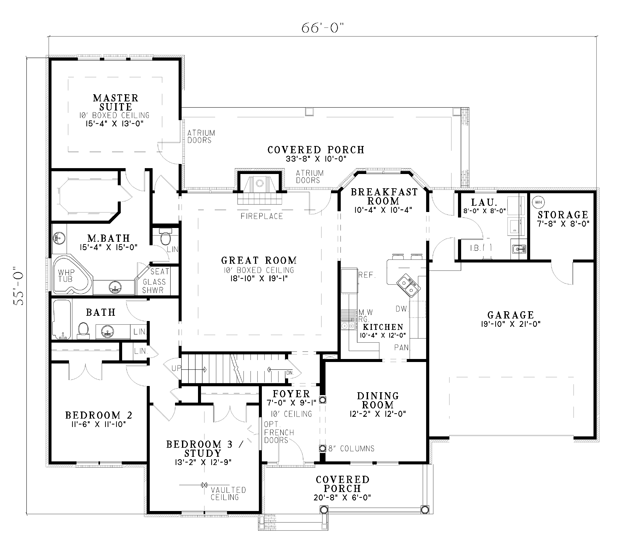 66'-0"
MASTER
SUITE
10' BOXED CEILING
15'-4" X 13'-0"
ATRIUM
DOORS
COVERED PORCH
33'-8" X 10'-0"
ATRIUM
DOORS
BREAKFAST
ROOM
10'-4" X 10'-4"
LAU.
8'-0" X 8'-0"
STORAGE
7'-8" X 8'-0"
FIREPLACE
M.BATH
15'-4" X 15'-0"
LIN
WHP
TUB
SEAT
GLASS
SHWR
GREAT ROOM
10' BOXED CEILING
18'-10" X 19'-1"
REF.
DW
M.W
RG.
KITCHEN
10'-4" X 12'-0"
PAN
GARAGE
19'-10" X 21'-0"
55'-0"
BATH
LIN
LIN
UP
DN
BEDROOM 2
11'-6" X 11'-10"
FOYER
7'-0" X 9'-1"
10' CEILING
OPT
FRENCH
DOORS
DINING
ROOM
12'-2" X 12'-0"
8" COLUMNS
BEDROOM 3 /
STUDY
13'-2" X 12'-9"
VAULTED
CEILING
COVERED
PORCH
20'-8" X 6'-0"